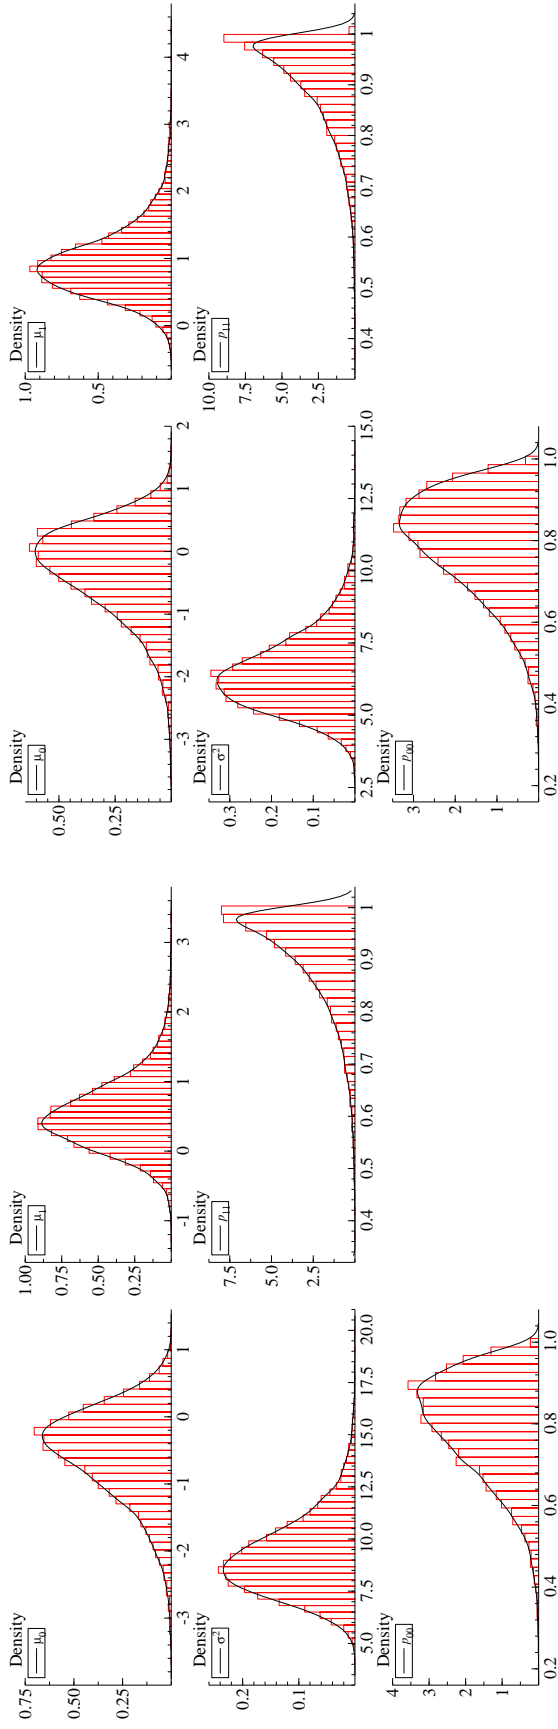 Density
μ₀
0.75
0.50
0.25
-3 -2 -1 0 1
Density
μ₁
1.00
0.75
0.50
0.25
-1 0 1 2 3
Density
μ₀
0.50
0.25
-3 -2 -1 0 1 2
Density
μ₁
1.0
0.5
0 1 2 3 4
Density
σ²
0.2
0.1
5.0 7.5 10.0 12.5 15.0 17.5 20.0
Density
p₁₁
7.5
5.0
2.5
0.4 0.5 0.6 0.7 0.8 0.9 1
Density
σ²
0.3
0.2
0.1
2.5 5.0 7.5 10.0 12.5 15.0
Density
p₁₁
10.0
7.5
5.0
2.5
0.4 0.5 0.6 0.7 0.8 0.9 1
Density
p₀₀
4
3
2
1
0.2 0.4 0.6 0.8 1.0
Density
p₀₀
3
2
1
0.2 0.4 0.6 0.8 1.0